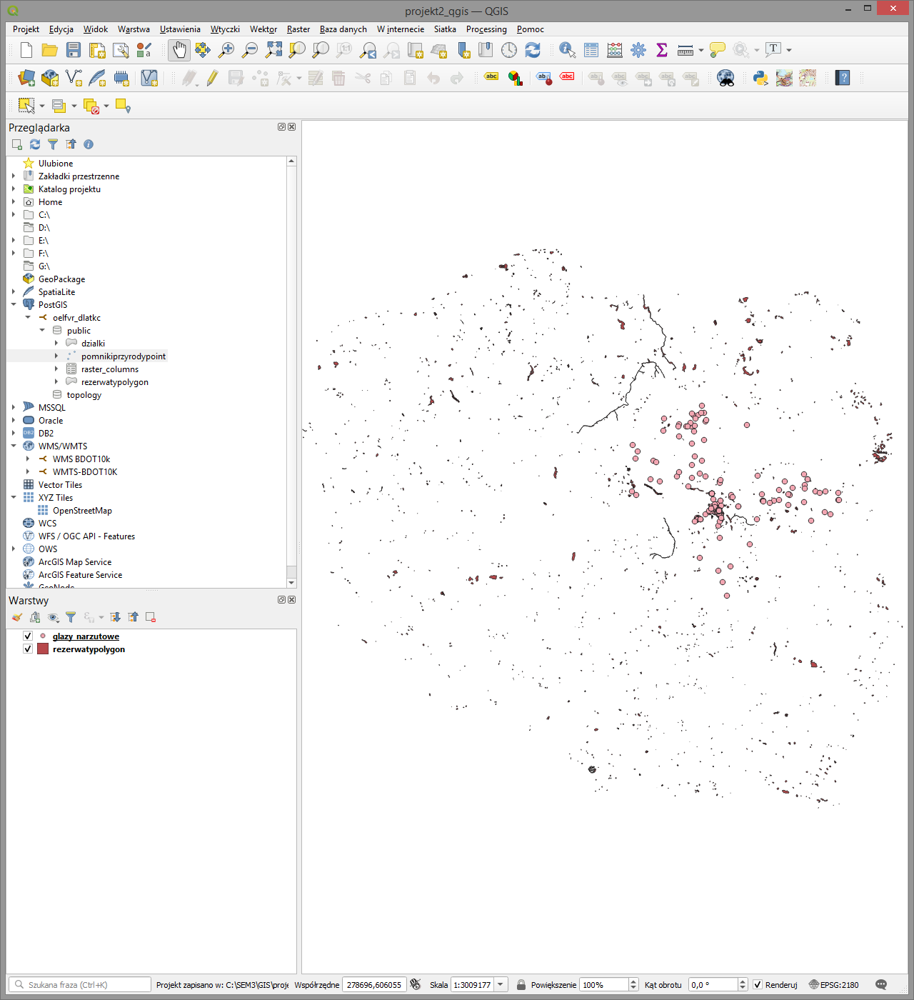 projekt2_qgis — QGIS
Projekt Edycja Widok Warstwa Ustawienia Wtyczki Wektor Raster Baza danych W internecie Siatka Processing Pomoc
Przeglądarka
Ulubione
Zakładki przestrzenne
Katalog projektu
Home
C:\
D:\
E:\
F:\
G:\
GeoPackage
SpatiaLite
PostGIS
oelfvr_dlatkc
public
dzialki
pomnikiprzyrodypoint
raster_columns
rezerwatypolygon
topology
MSSQL
Oracle
DB2
WMS/WMTS
WMS BDOT10k
WMTS-BDOT10K
Vector Tiles
XYZ Tiles
OpenStreetMap
WCS
WFS / OGC API - Features
OWS
ArcGIS Map Service
ArcGIS Feature Service
GeoNode
Warstwy
glazy_narzutowe
rezerwatypolygon
Szukana fraza (Ctrl+K) Projekt zapisano w: C:\SEM3\GIS\proje Współrzędne 278696,606055 Skala 1:3009177 Powiększenie 100% Kąt obrotu 0,0 ° Renderuj EPSG:2180